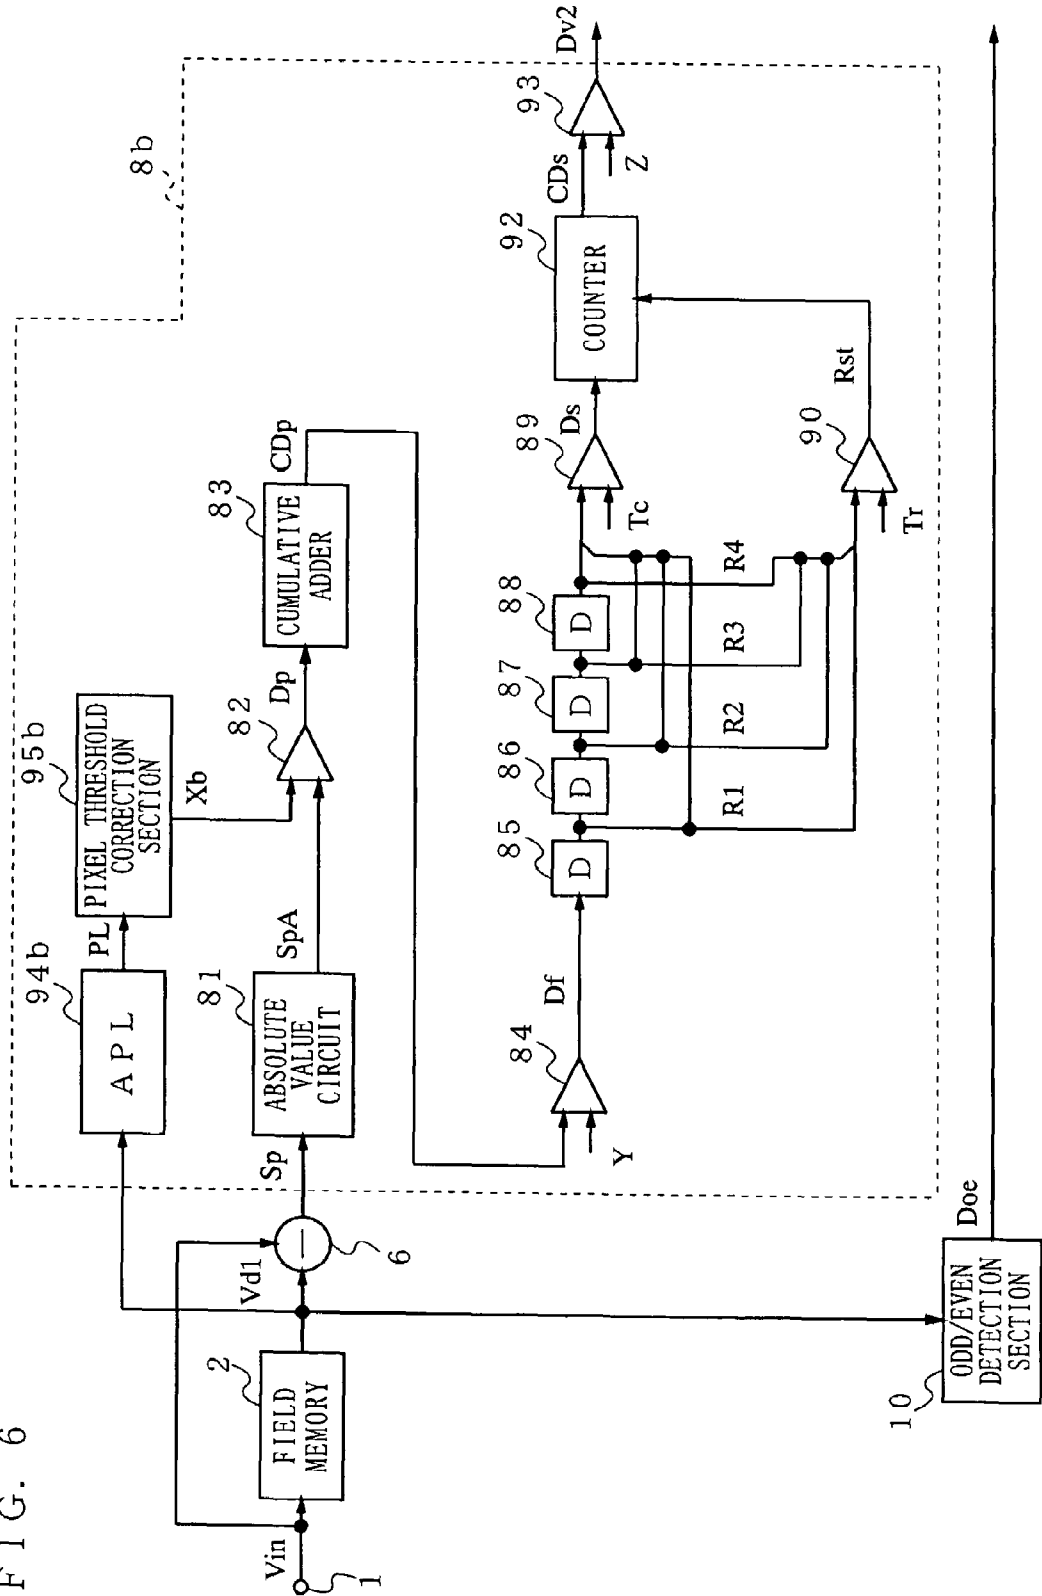 FIG. 6
8b
94b
APL
PL
95b
PIXEL THRESHOLD
CORRECTION
SECTION
Xb
Vin
1
2
FIELD
MEMORY
Vd1
6
Sp
81
ABSOLUTE
VALUE
CIRCUIT
SpA
82
Dp
83
CUMULATIVE
ADDER
CDp
Y
84
Df
85
D
86
D
87
D
88
D
R1
R2
R3
R4
Tc
89
Ds
92
COUNTER
CDs
Z
93
Dv2
Tr
90
Rst
10
ODD/EVEN
DETECTION
SECTION
Doe